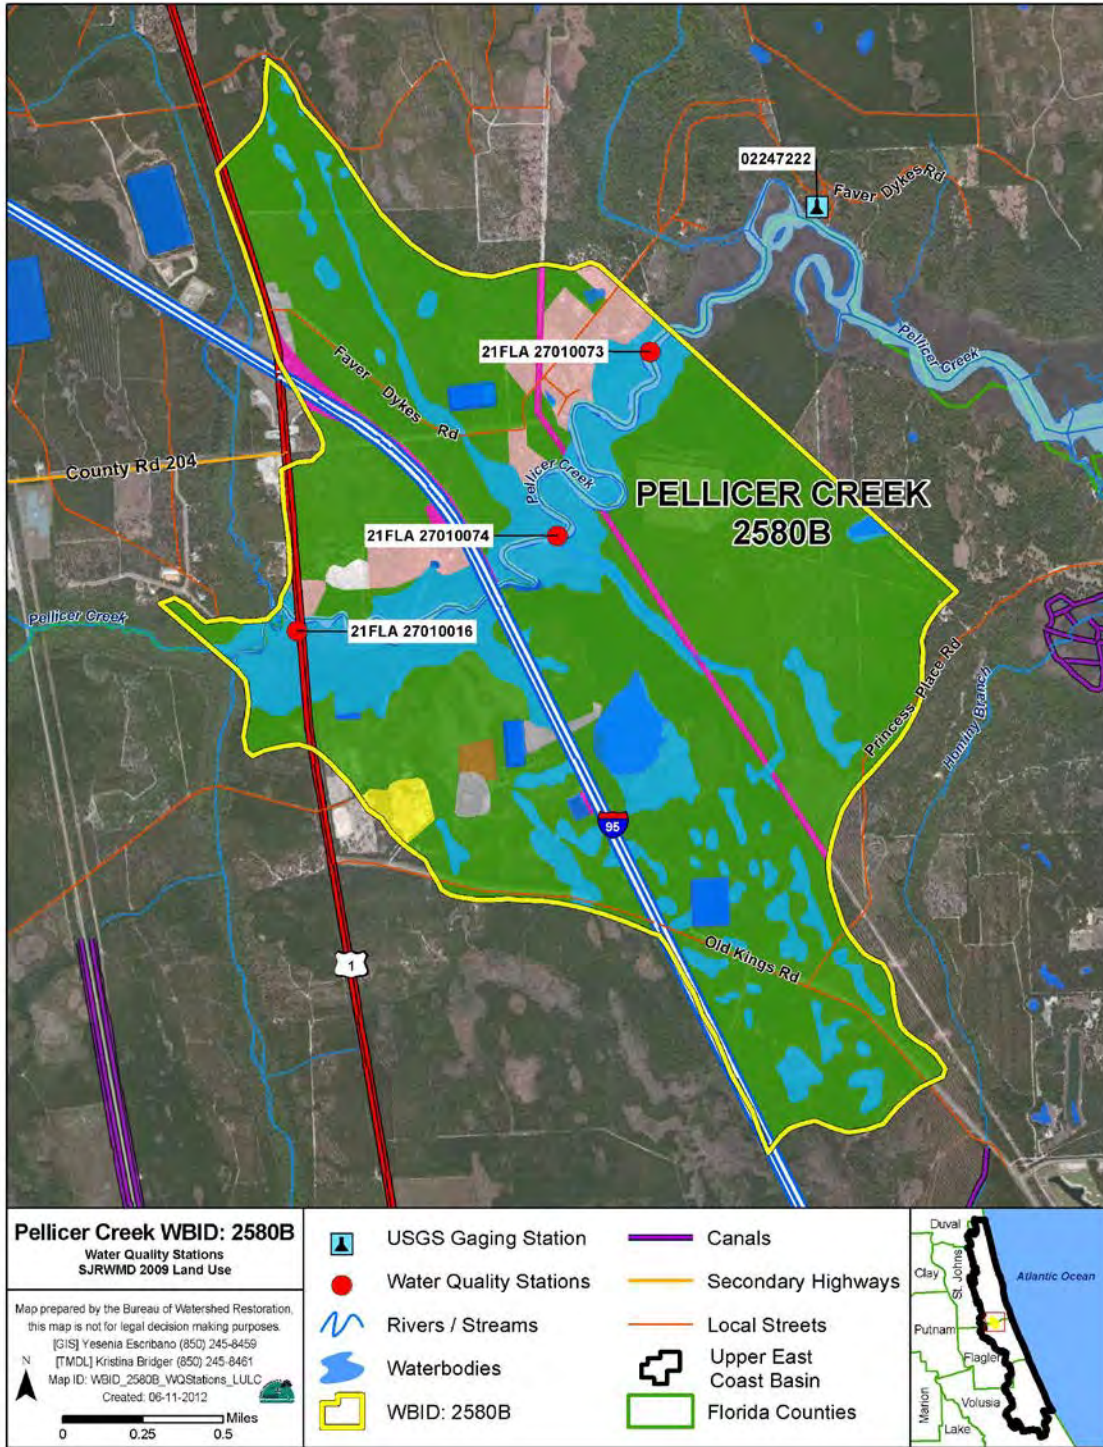 02247222
Faver Dykes Rd
Pellicer Creek
21FLA 27010073
Faver Dykes Rd
County Rd 204
Pellicer Creek
PELLICER CREEK
2580B
21FLA 27010074
Pellicer Creek
21FLA 27010016
Princess Place Rd
Hominy Branch
95
Old Kings Rd
1
Pellicer Creek WBID: 2580B
Water Quality Stations
SJRWMD 2009 Land Use
Map prepared by the Bureau of Watershed Restoration,
this map is not for legal decision making purposes.
[GIS] Yesenia Escribano (850) 245-8459
[TMDL] Kristina Bridger (850) 245-8461
Map ID: WBID_2580B_WQStations_LULC
Created: 06-11-2012
N
Miles
0 0.25 0.5
USGS Gaging Station
Water Quality Stations
Rivers / Streams
Waterbodies
WBID: 2580B
Canals
Secondary Highways
Local Streets
Upper East
Coast Basin
Florida Counties
Duval
Clay
St. Johns
Atlantic Ocean
Putnam
Flagler
Marion
Volusia
Lake